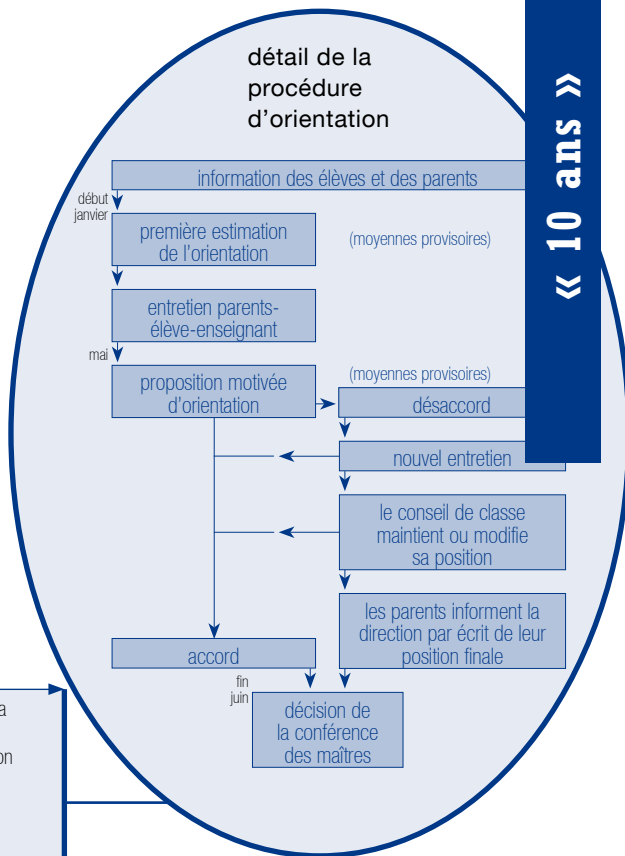 détail de la
procédure
d'orientation
« 10 ans »
information des élèves et des parents
début
janvier
première estimation
de l'orientation
(moyennes provisoires)
entretien parents-
élève-enseignant
mai
proposition motivée
d'orientation
(moyennes provisoires)
désaccord
nouvel entretien
le conseil de classe
maintient ou modifie
sa position
les parents informent la
direction par écrit de leur
position finale
accord
fin
juin
décision de
la conférence
des maîtres
a
on